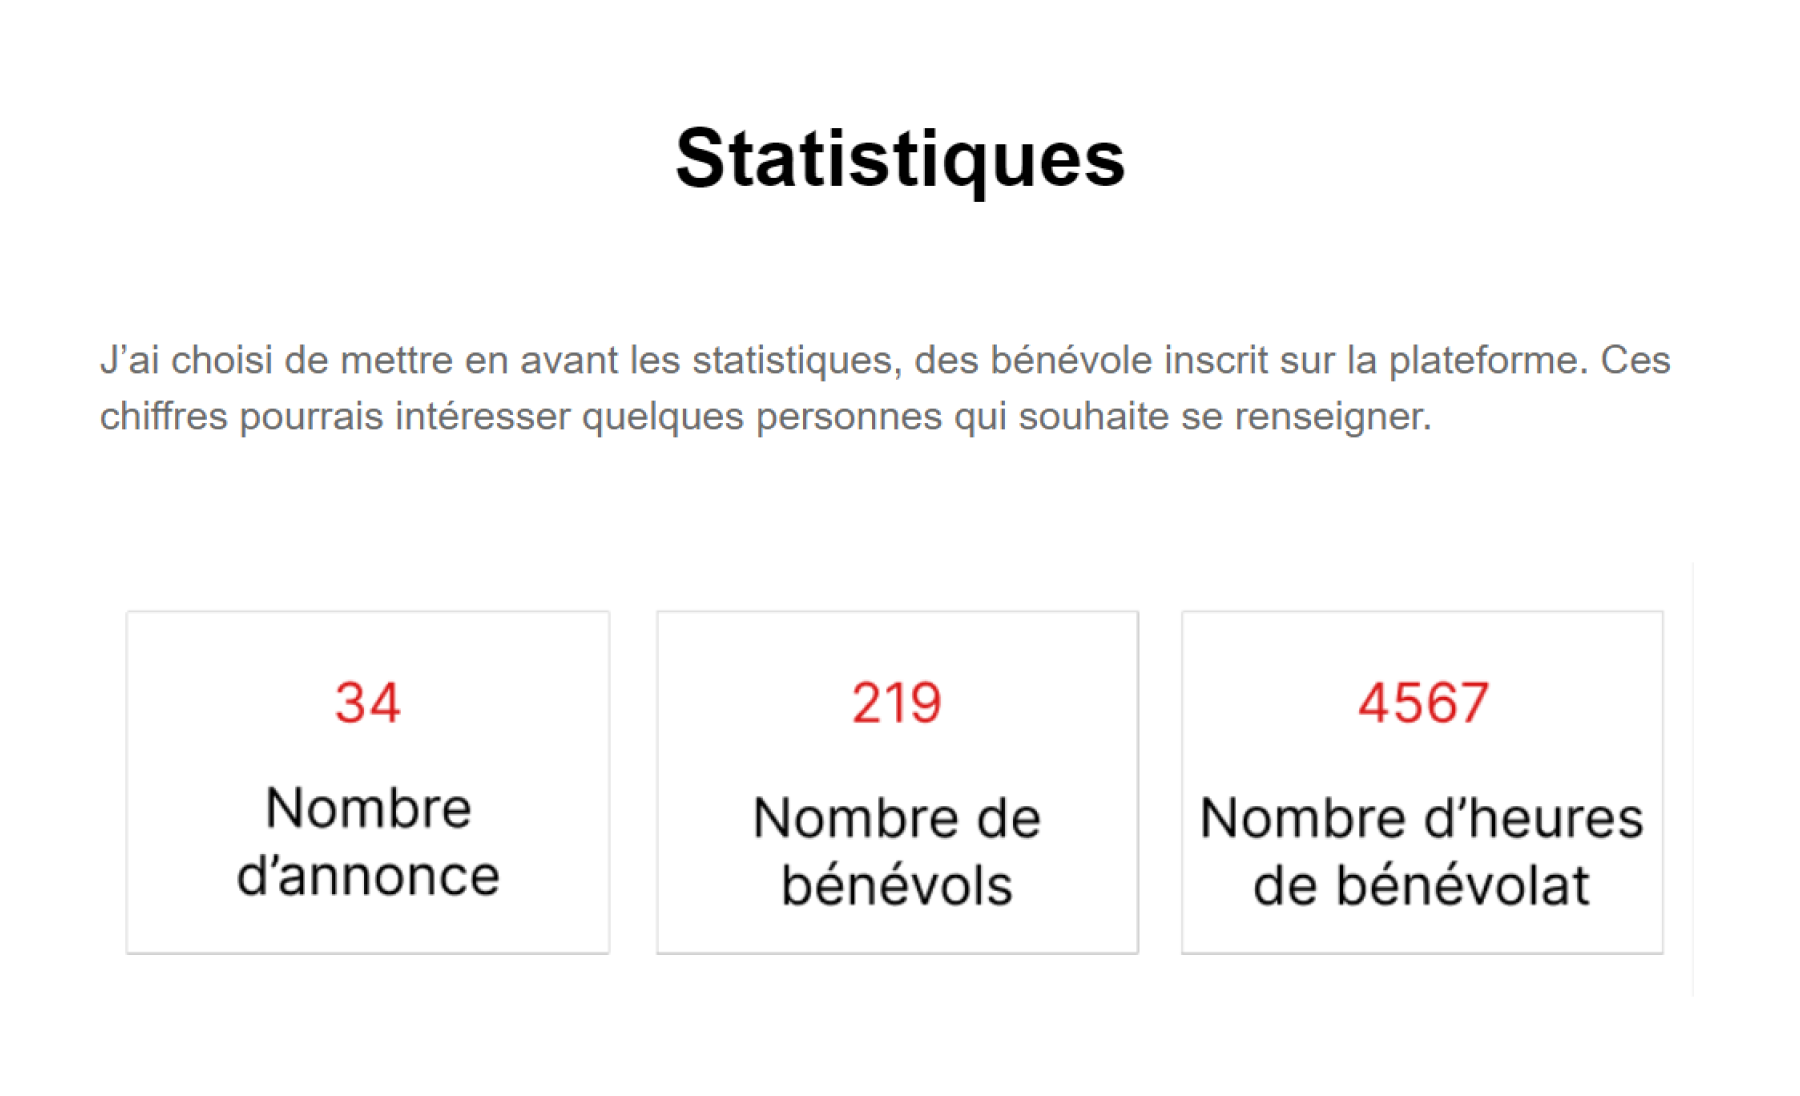 Statistiques
J’ai choisi de mettre en avant les statistiques, des bénévole inscrit sur la plateforme. Ces
chiffres pourrais intéresser quelques personnes qui souhaite se renseigner.
34
Nombre
d’annonce
219
Nombre de
bénévols
4567
Nombre d’heures
de bénévolat